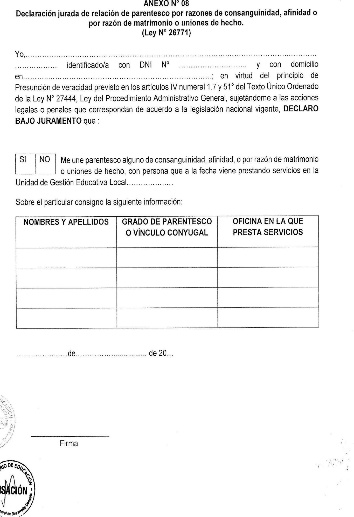 ANEXO N° 08
Declaración jurada de relación de parentesco por razones de consanguinidad, afinidad o
por razón de matrimonio o uniones de hecho.
(Ley N° 26771)
Yo,....................................................................................................
................. identificado/a con DNI N° ........................... y con domicilio
en.......................................................................; en virtud del principio de
Presunción de veracidad previsto en los artículos IV numeral 1.7 y 51° del Texto Único Ordenado
de la Ley N° 27444, Ley del Procedimiento Administrativo General, sujetándome a las acciones
legales o penales que correspondan de acuerdo a la legislación nacional vigente, DECLARO
BAJO JURAMENTO que :
SI NO Me une parentesco alguno de consanguinidad, afinidad, o por razón de matrimonio
o uniones de hecho, con persona que a la fecha viene prestando servicios en la
Unidad de Gestión Educativa Local...................
Sobre el particular consigno la siguiente información:
NOMBRES Y APELLIDOS GRADO DE PARENTESCO OFICINA EN LA QUE
O VÍNCULO CONYUGAL PRESTA SERVICIOS
......................de............................. de 20...
Firma